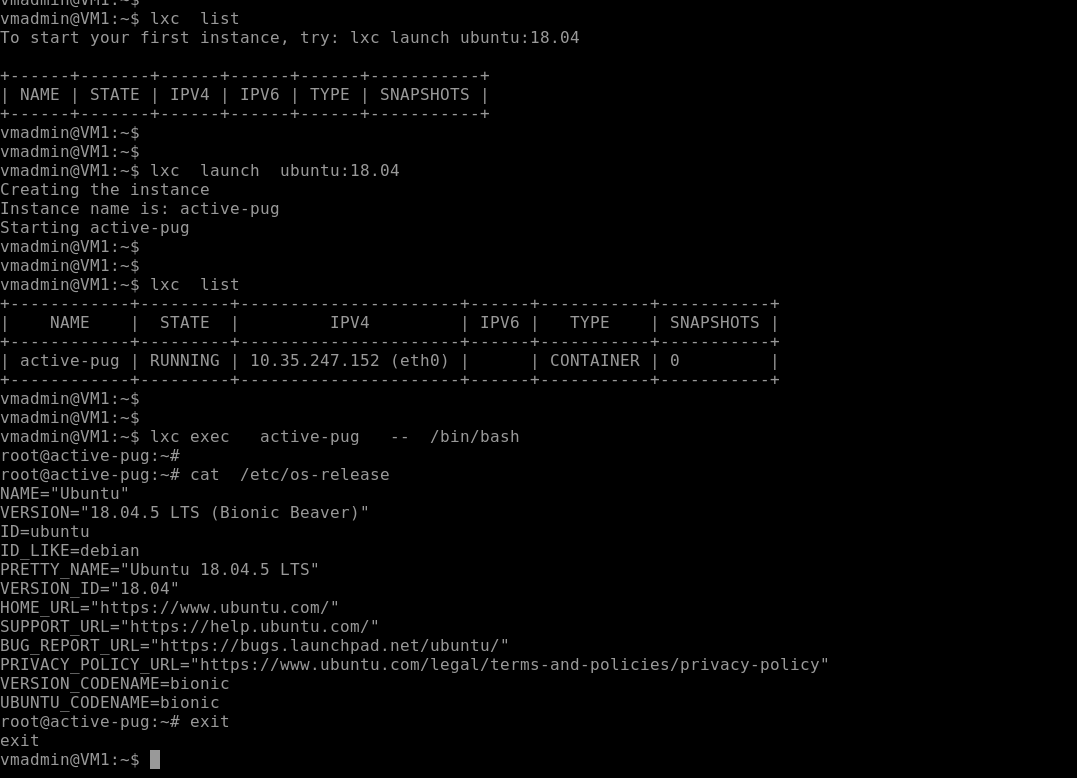 vmadmin@VM1:~$
vmadmin@VM1:~$ lxc  list
To start your first instance, try: lxc launch ubuntu:18.04

+------+-------+------+------+------+-----------+
| NAME | STATE | IPV4 | IPV6 | TYPE | SNAPSHOTS |
+------+-------+------+------+------+-----------+
vmadmin@VM1:~$
vmadmin@VM1:~$
vmadmin@VM1:~$ lxc  launch  ubuntu:18.04
Creating the instance
Instance name is: active-pug
Starting active-pug
vmadmin@VM1:~$
vmadmin@VM1:~$
vmadmin@VM1:~$ lxc  list
+------------+---------+----------------------+------+-----------+-----------+
|    NAME    |  STATE  |         IPV4         | IPV6 |   TYPE    | SNAPSHOTS |
+------------+---------+----------------------+------+-----------+-----------+
| active-pug | RUNNING | 10.35.247.152 (eth0) |      | CONTAINER | 0         |
+------------+---------+----------------------+------+-----------+-----------+
vmadmin@VM1:~$
vmadmin@VM1:~$
vmadmin@VM1:~$ lxc exec   active-pug   --  /bin/bash
root@active-pug:~#
root@active-pug:~# cat  /etc/os-release
NAME="Ubuntu"
VERSION="18.04.5 LTS (Bionic Beaver)"
ID=ubuntu
ID_LIKE=debian
PRETTY_NAME="Ubuntu 18.04.5 LTS"
VERSION_ID="18.04"
HOME_URL="https://www.ubuntu.com/"
SUPPORT_URL="https://help.ubuntu.com/"
BUG_REPORT_URL="https://bugs.launchpad.net/ubuntu/"
PRIVACY_POLICY_URL="https://www.ubuntu.com/legal/terms-and-policies/privacy-policy"
VERSION_CODENAME=bionic
UBUNTU_CODENAME=bionic
root@active-pug:~# exit
exit
vmadmin@VM1:~$